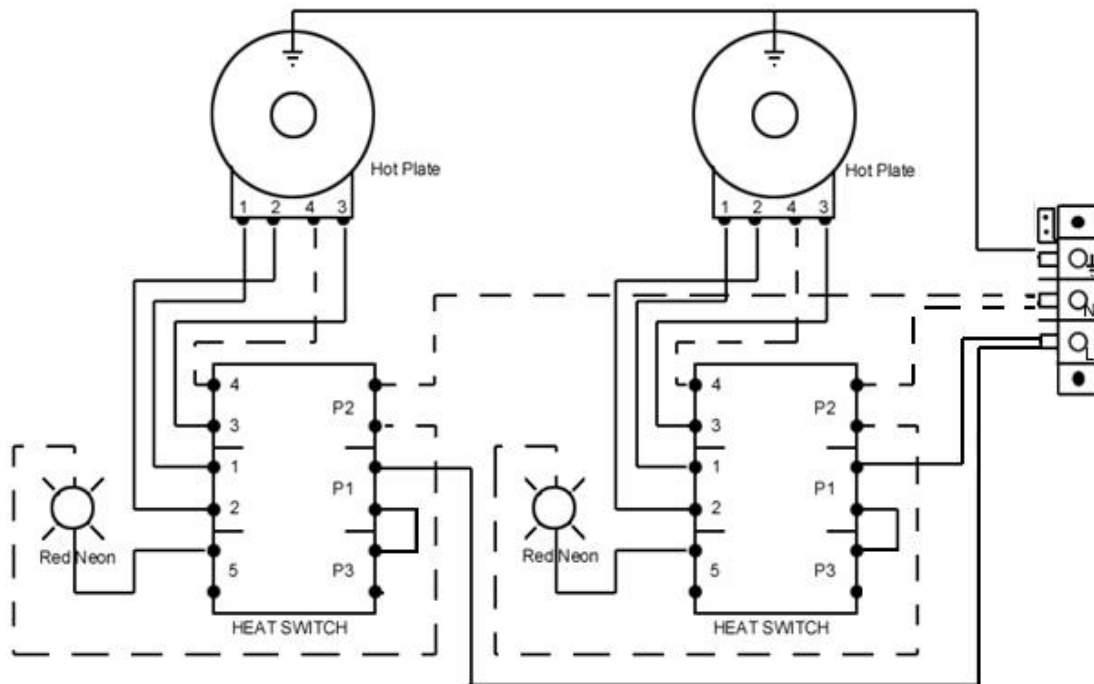 Hot Plate
1 2 4 3
Hot Plate
1 2 4 3
N
L
4
3
1
2
5
P2
P1
P3
Red Neon
HEAT SWITCH
4
3
1
2
5
P2
P1
P3
Red Neon
HEAT SWITCH